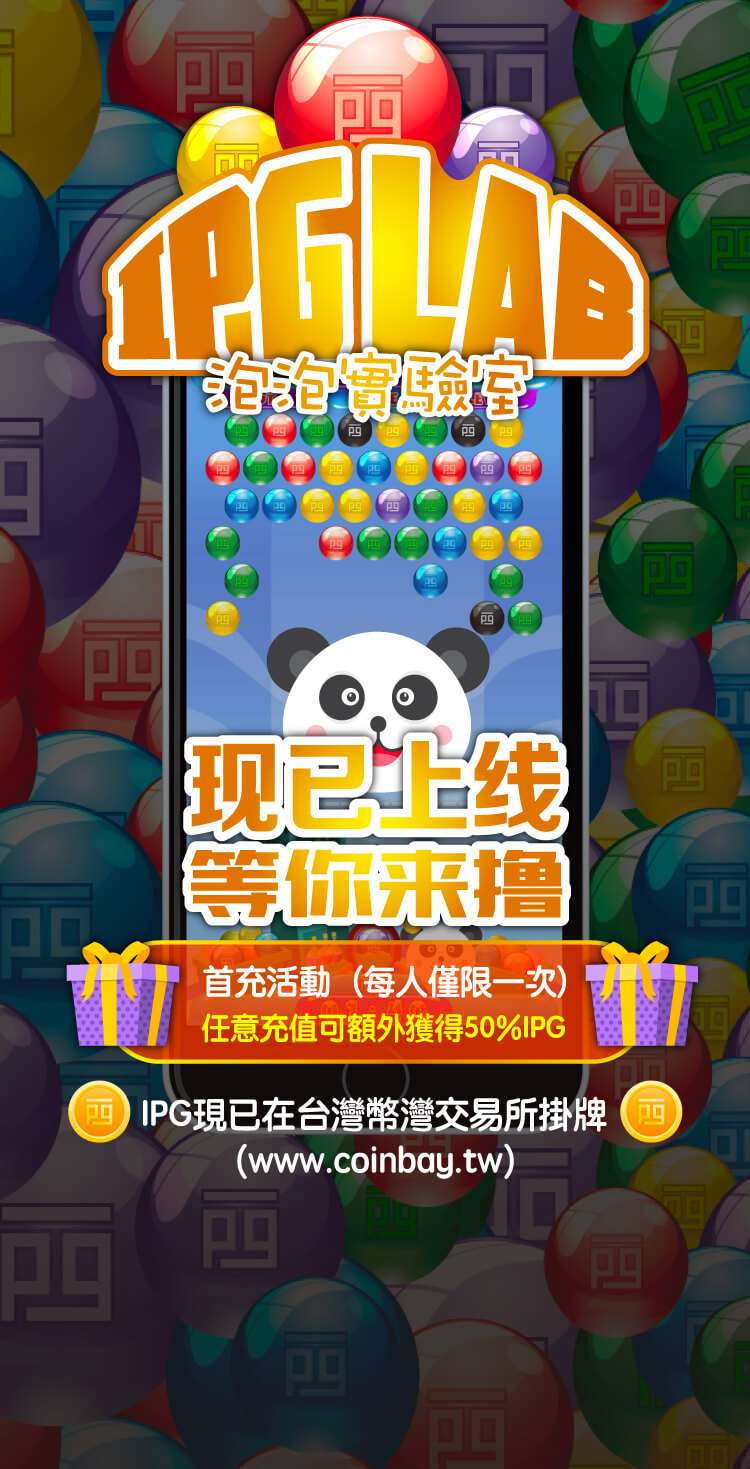 IPG LAB
泡泡實驗室
现已上线
等你来撸
首充活動（每人僅限一次）
任意充值可額外獲得50%IPG
IPG現已在台灣幣灣交易所掛牌
(www.coinbay.tw)